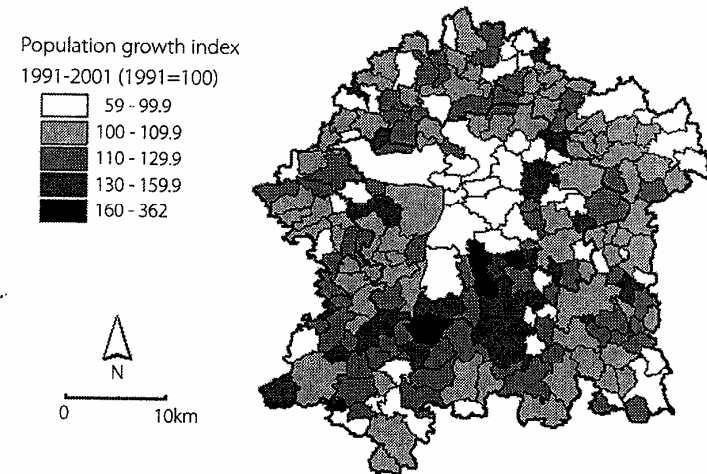 Population growth index
1991-2001 (1991=100)
59 - 99.9
100 - 109.9
110 - 129.9
130 - 159.9
160 - 362
N
0 10km